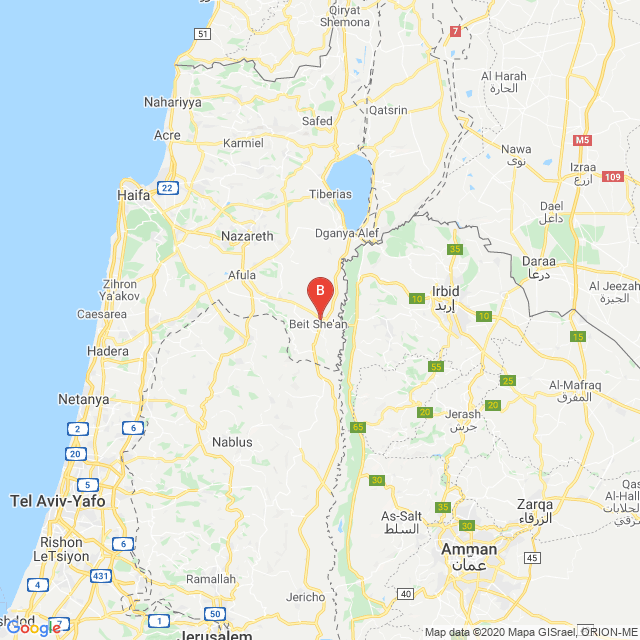 Qiryat
Shemona
51
7
Al Harah
الحارة
Nahariyya
Qatsrin
Safed
Acre
Karmiel
M5
Nawa
نوى
Izraa
ازرع
109
22
Haifa
Tiberias
Dael
داعل
Nazareth
Dganya Alef
35
Daraa
درعا
Afula
Zihron
Ya'akov
B
10
Irbid
إربد
Al Jeezah
الجيزة
Caesarea
Beit She'an
10
15
Hadera
55
25
Al-Mafraq
المفرق
Netanya
20
20
Jerash
جرش
2
6
65
Nablus
20
5
30
Tel Aviv-Yafo
35
As-Salt
السلط
30
Zarqa
الزرقاء
Rishon
LeTsiyon
6
Amman
عمان
45
4
431
Ramallah
40
Jericho
50
1
7
Google
Jerusalem
Map data ©2020 Mapa GISrael, ORION-ME